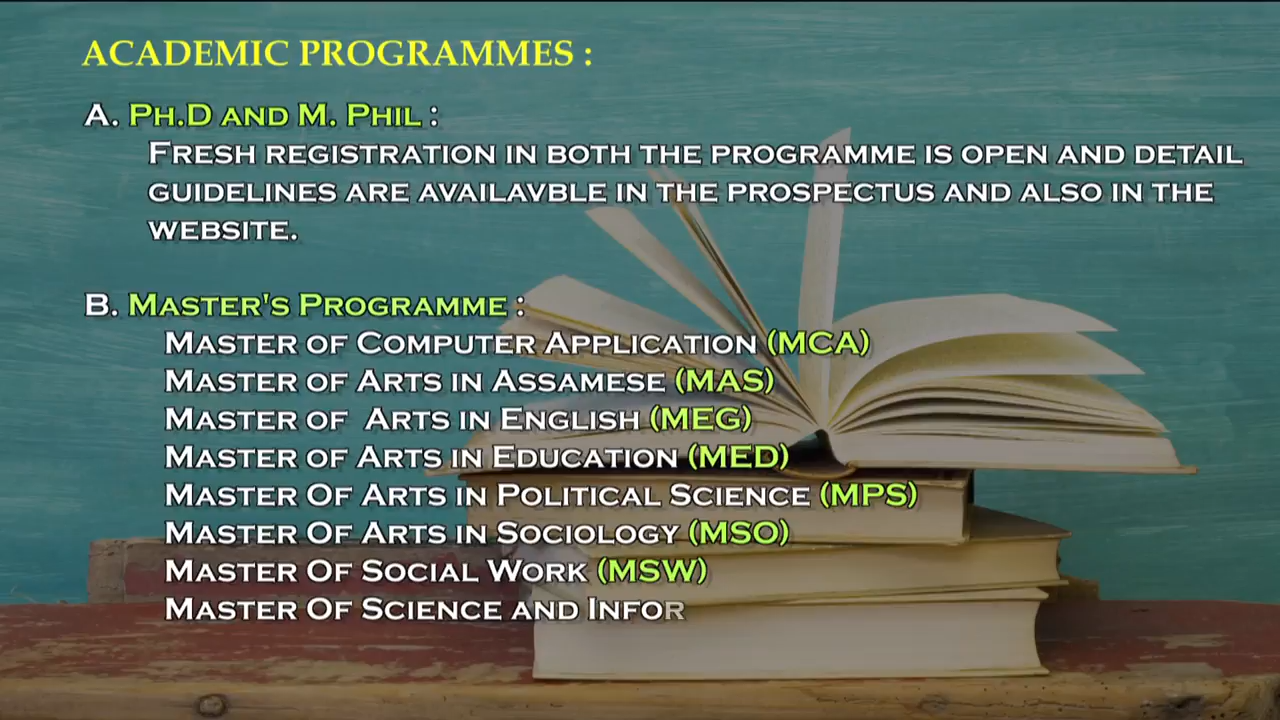 ACADEMIC PROGRAMMES :
A. PH.D AND M. PHIL :
FRESH REGISTRATION IN BOTH THE PROGRAMME IS OPEN AND DETAIL
GUIDELINES ARE AVAILAVBLE IN THE PROSPECTUS AND ALSO IN THE
WEBSITE.
B. MASTER'S PROGRAMME :
MASTER OF COMPUTER APPLICATION (MCA)
MASTER OF ARTS IN ASSAMESE (MAS)
MASTER OF ARTS IN ENGLISH (MEG)
MASTER OF ARTS IN EDUCATION (MED)
MASTER OF ARTS IN POLITICAL SCIENCE (MPS)
MASTER OF ARTS IN SOCIOLOGY (MSO)
MASTER OF SOCIAL WORK (MSW)
MASTER OF SCIENCE AND INFOR